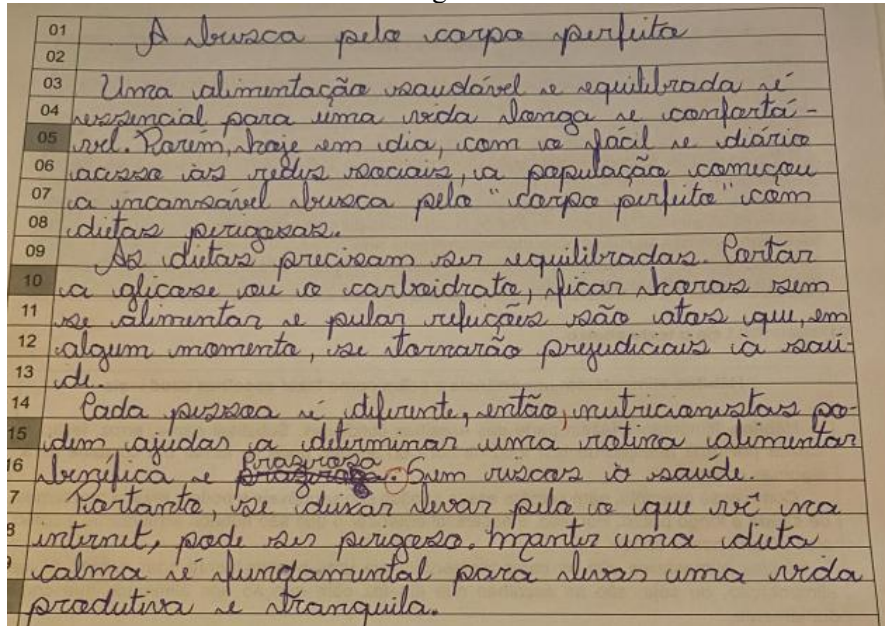 01 A busca pelo corpo perfeito
02
03 Uma alimentação saudável e equilibrada é
04 essencial para uma vida longa e confortá-
05 vel. Porém, hoje em dia, com o fácil e diário
06 acesso às redes sociais, a população começou
07 a incansável busca pelo "corpo perfeito" com
08 dietas perigosas.
09 As dietas precisam ser equilibradas. Cortar
10 a glicose ou o carboidrato, ficar horas sem
11 se alimentar e pular refeições são atos que, em
12 algum momento, se tornarão prejudiciais à saú-
13 de.
14 Cada pessoa é diferente, então, nutricionistas po-
15 dem ajudar a determinar uma rotina alimentar
16 benéfica e prazirosa. Sem riscos à saúde.
7 Portanto, se deixar levar pelo o que vê na
8 internet, pode ser perigoso. Manter uma dieta
calma é fundamental para levar uma vida
produtiva e tranquila.